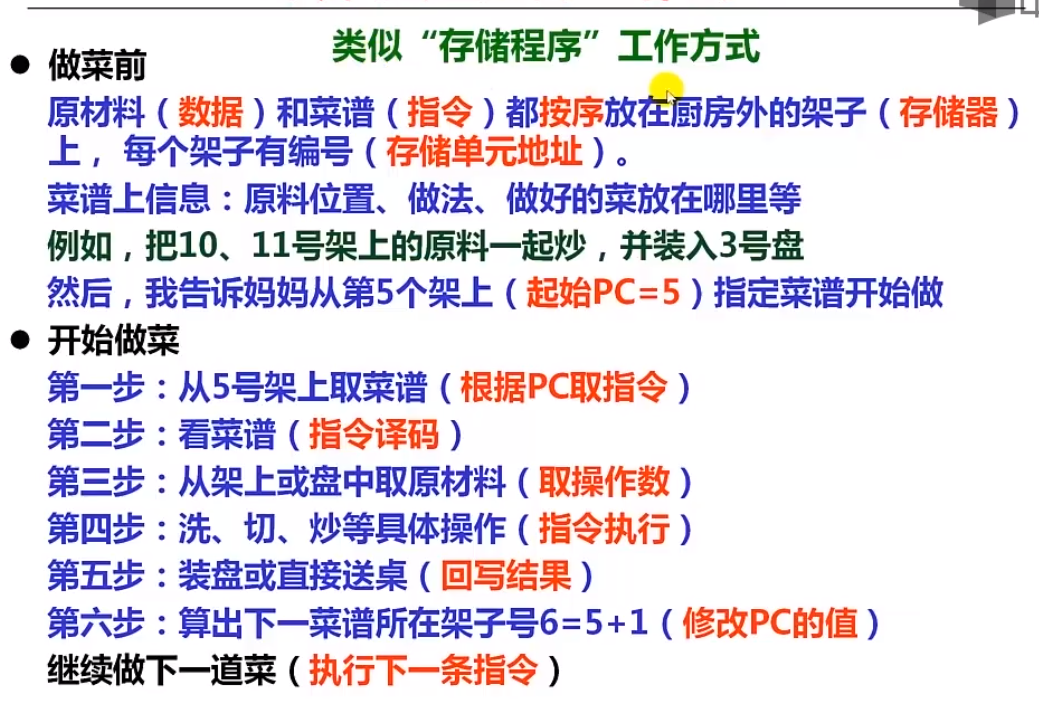 类似“存储程序”工作方式
● 做菜前
原材料（数据）和菜谱（指令）都按序放在厨房外的架子（存储器）
上， 每个架子有编号（存储单元地址）。
菜谱上信息：原料位置、做法、做好的菜放在哪里等
例如，把10、11号架上的原料一起炒，并装入3号盘
然后，我告诉妈妈从第5个架上（起始PC=5）指定菜谱开始做
● 开始做菜
第一步：从5号架上取菜谱（根据PC取指令）
第二步：看菜谱（指令译码）
第三步：从架上或盘中取原材料（取操作数）
第四步：洗、切、炒等具体操作（指令执行）
第五步：装盘或直接送桌（回写结果）
第六步：算出下一菜谱所在架子号6=5+1（修改PC的值）
继续做下一道菜（执行下一条指令）